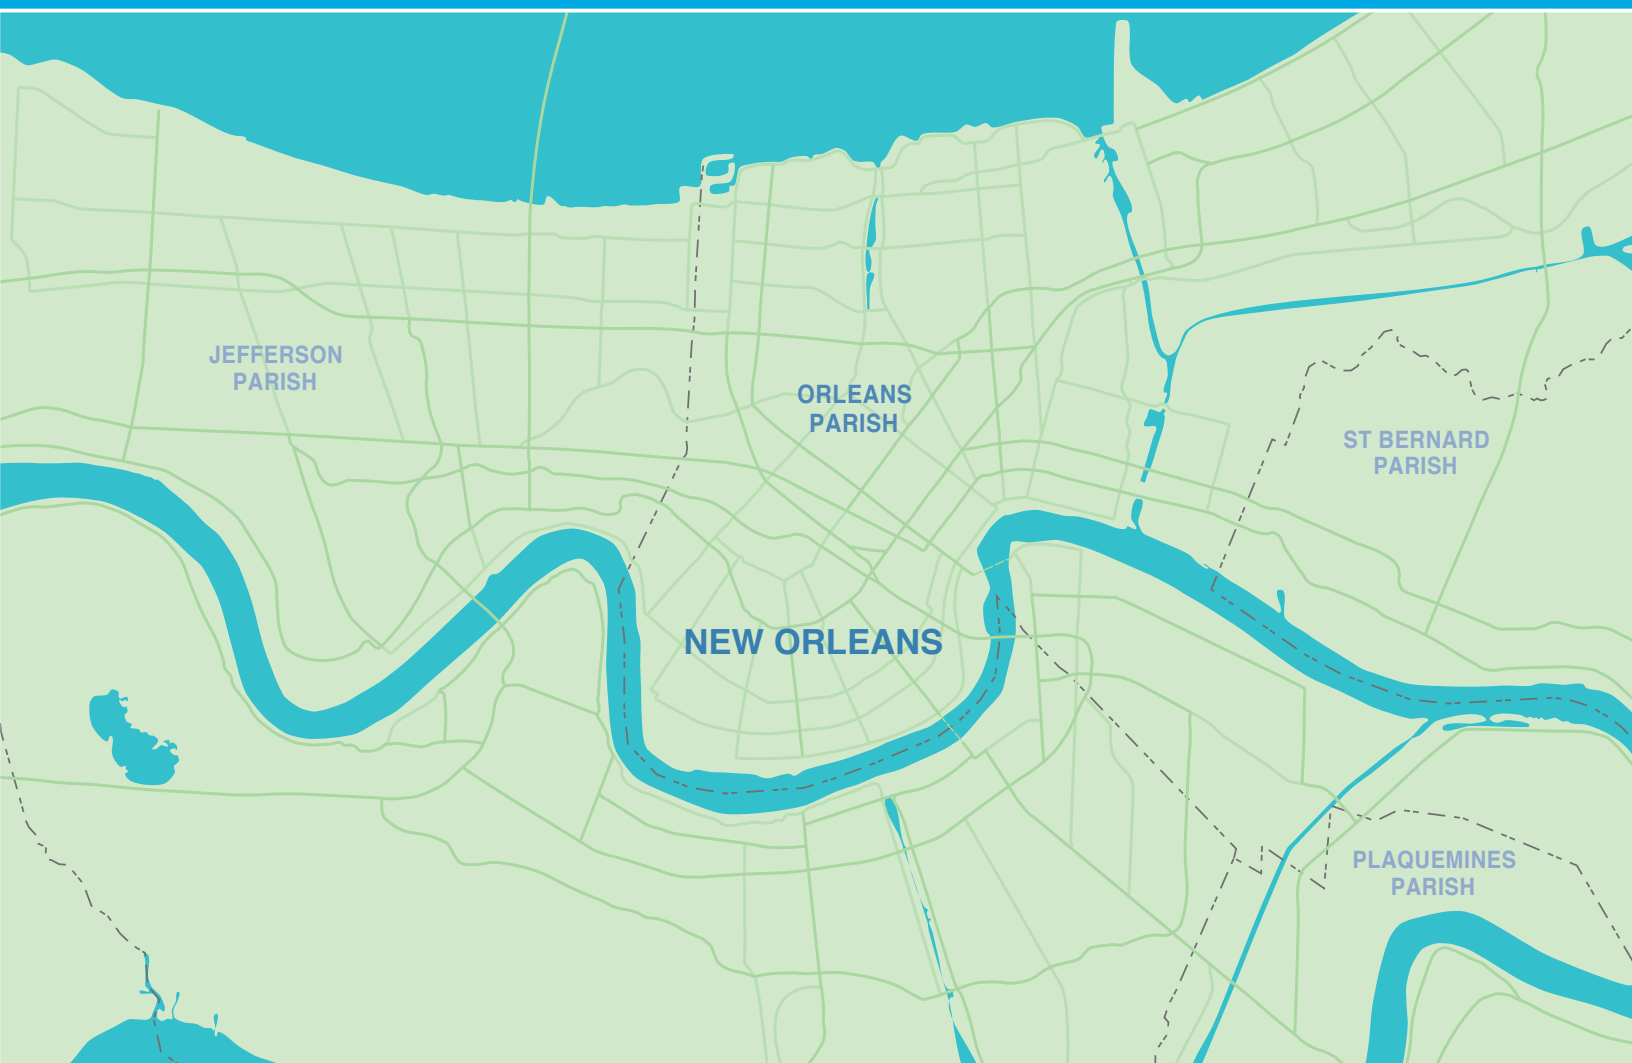 JEFFERSON
PARISH
ORLEANS
PARISH
ST BERNARD
PARISH
NEW ORLEANS
PLAQUEMINES
PARISH